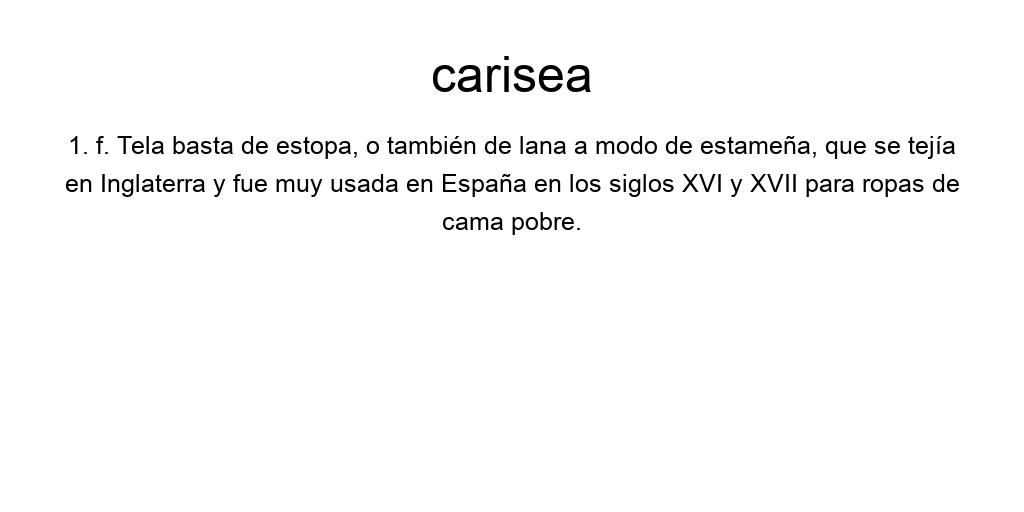 carisea
1. f. Tela basta de estopa, o también de lana a modo de estameña, que se tejía
en Inglaterra y fue muy usada en España en los siglos XVI y XVII para ropas de
cama pobre.